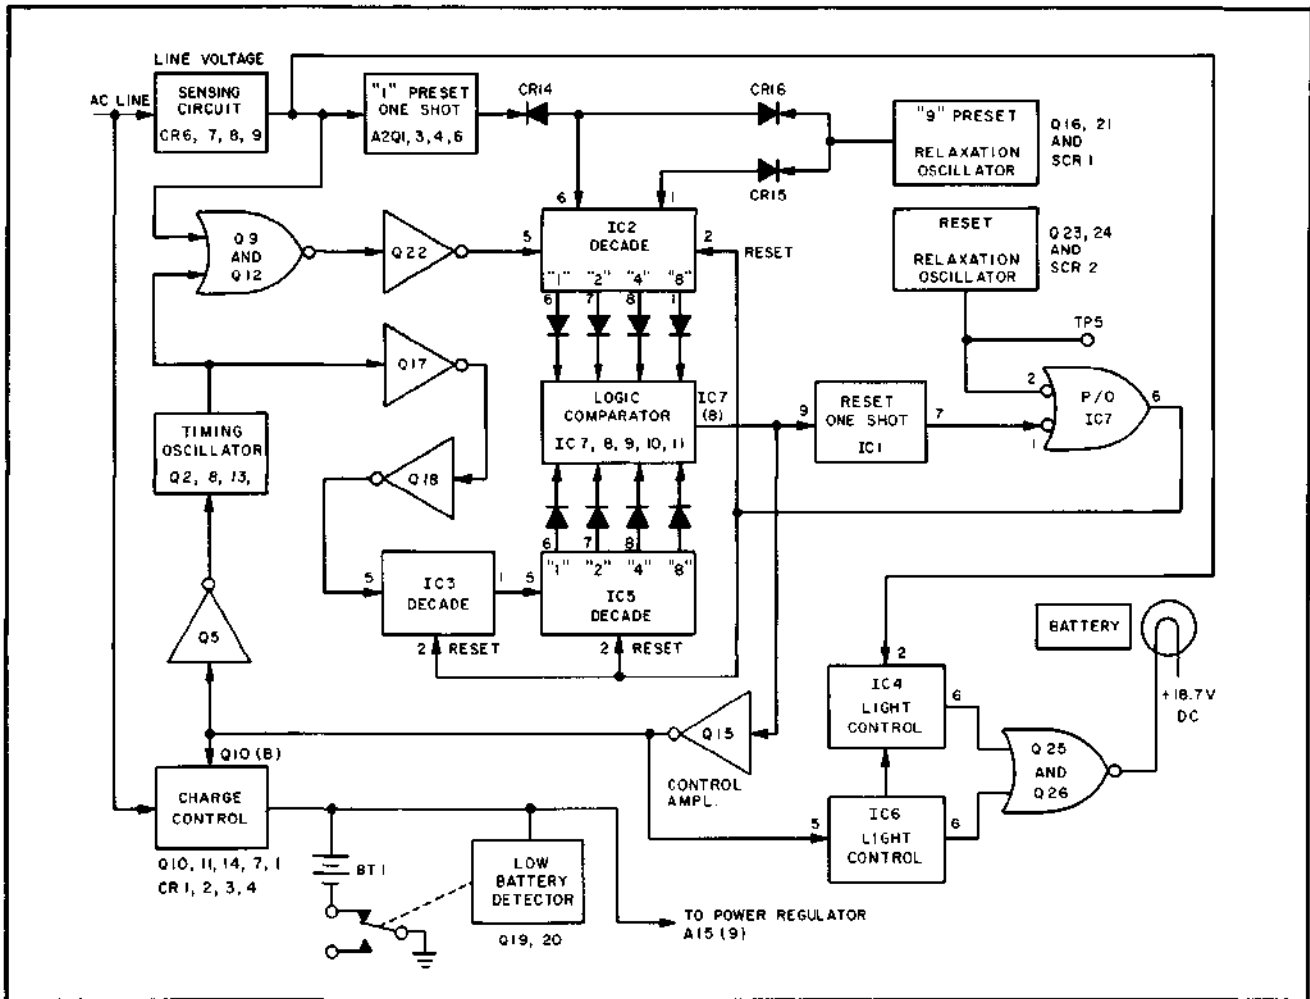 LINE VOLTAGE
AC LINE
SENSING
CIRCUIT
CR6, 7, 8, 9
"1" PRESET
ONE SHOT
A2Q1, 3, 4, 6
CR14
CR16
CR15
"9" PRESET
RELAXATION
OSCILLATOR
Q16, 21
AND
SCR 1
6
1
Q9
AND
Q12
Q22
5
IC2
DECADE
2
RESET
"1" "2" "4" "8"
6 7 8 1
RESET
RELAXATION
OSCILLATOR
Q23, 24
AND
SCR 2
TP5
Q17
LOGIC
COMPARATOR
IC7, 8, 9, 10, 11
IC7
(8)
9
RESET
ONE SHOT
IC1
7
2
1
P/O
IC7
6
TIMING
OSCILLATOR
Q2, 8, 13,
Q18
6 7 8 1
"1" "2" "4" "8"
5
IC3
DECADE
1
5
IC5
DECADE
2 RESET
2 RESET
Q5
BATTERY
+18.7V
DC
2
IC4
LIGHT
CONTROL
6
Q15
CONTROL
AMPL.
Q25
AND
Q26
Q10 (B)
CHARGE
CONTROL
Q10, 11, 14, 7, 1
CR1, 2, 3, 4
5
IC6
LIGHT
CONTROL
6
BT1
LOW
BATTERY
DETECTOR
Q19, 20
TO POWER REGULATOR
A15 (9)